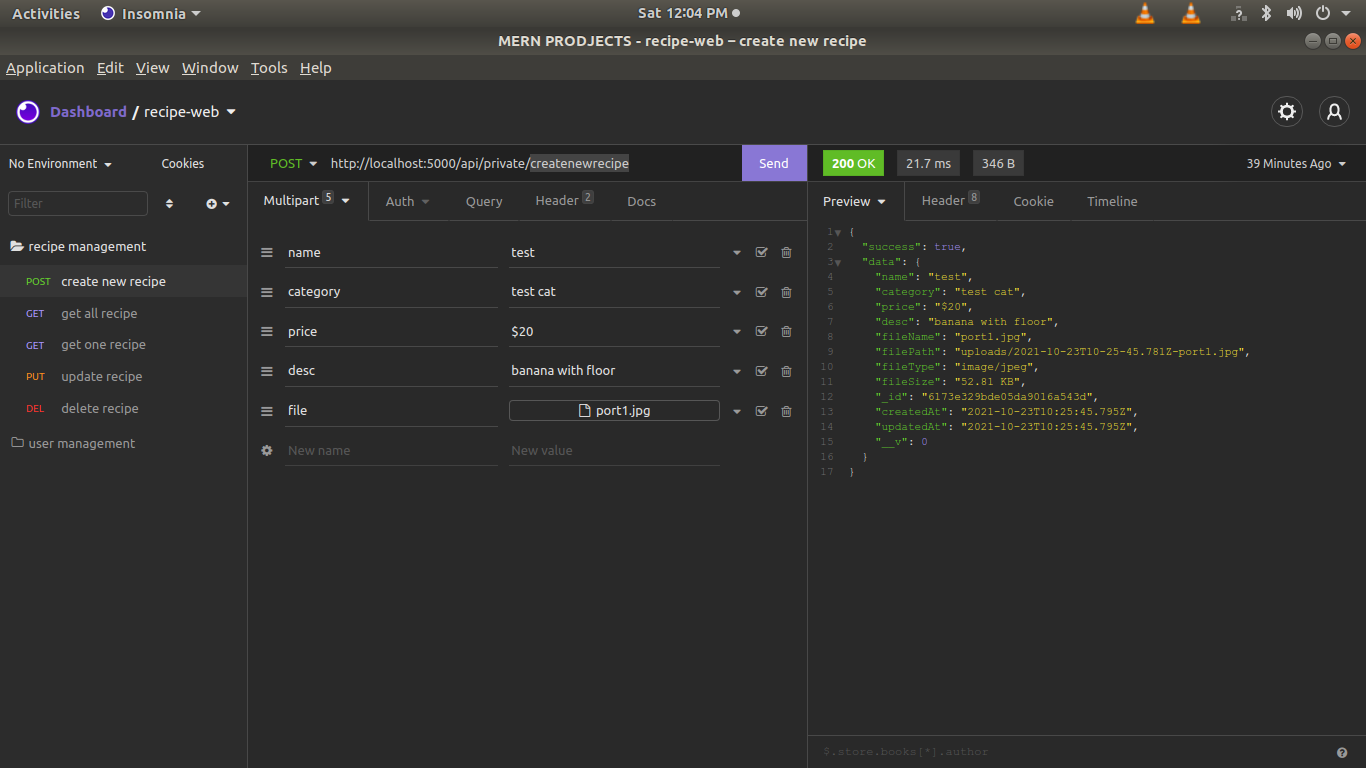 Activities Insomnia Sat 12:04 PM
MERN PRODJECTS - recipe-web – create new recipe
Application Edit View Window Tools Help
Dashboard / recipe-web
No Environment Cookies
Filter
recipe management
POST create new recipe
GET get all recipe
GET get one recipe
PUT update recipe
DEL delete recipe
user management
POST http://localhost:5000/api/private/createnewrecipe Send
Multipart 5 Auth Query Header 2 Docs
name test
category test cat
price $20
desc banana with floor
file port1.jpg
New name New value
200 OK 21.7 ms 346 B 39 Minutes Ago
Preview Header 8 Cookie Timeline
1 {
2 "success": true,
3 "data": {
4 "name": "test",
5 "category": "test cat",
6 "price": "$20",
7 "desc": "banana with floor",
8 "fileName": "port1.jpg",
9 "filePath": "uploads/2021-10-23T10-25-45.781Z-port1.jpg",
10 "fileType": "image/jpeg",
11 "fileSize": "52.81 KB",
12 "_id": "6173e329bde05da9016a543d",
13 "createdAt": "2021-10-23T10:25:45.795Z",
14 "updatedAt": "2021-10-23T10:25:45.795Z",
15 "__v": 0
16 }
17 }
$.store.books[*].author